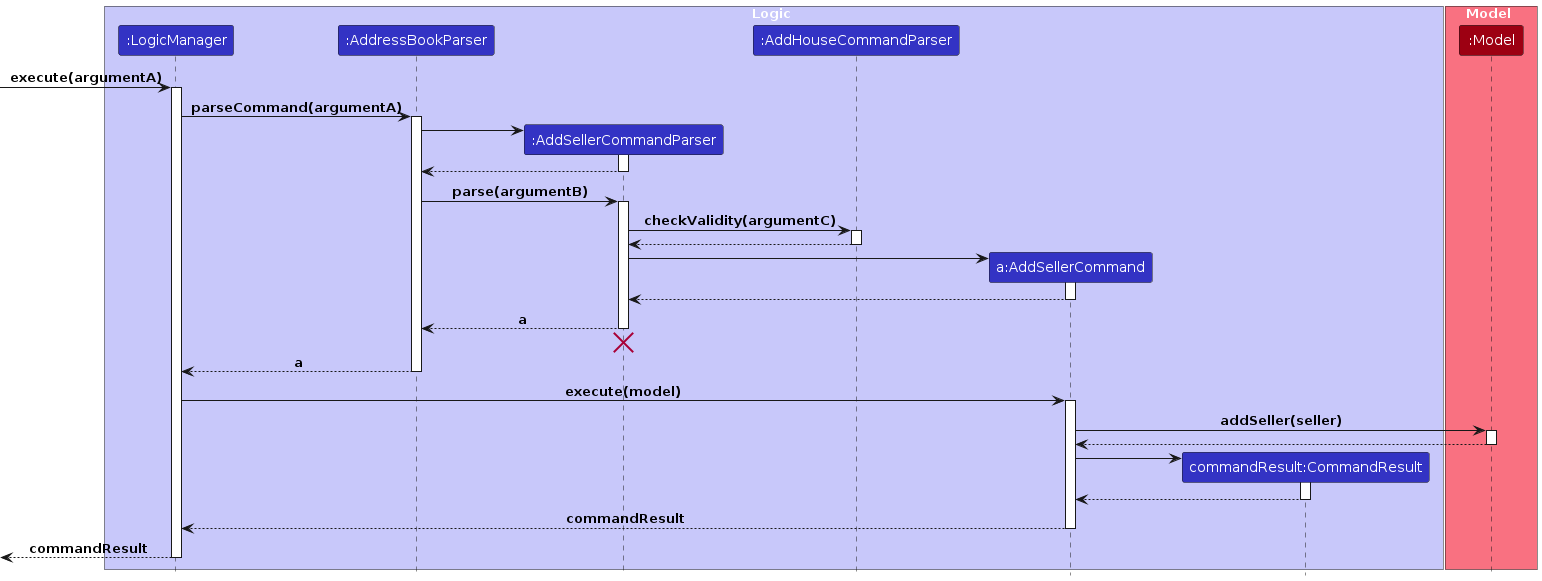 Logic
Model
:LogicManager
:AddressBookParser
:AddHouseCommandParser
:Model
execute(argumentA)
parseCommand(argumentA)
:AddSellerCommandParser
parse(argumentB)
checkValidity(argumentC)
a:AddSellerCommand
a
a
execute(model)
addSeller(seller)
commandResult:CommandResult
commandResult
commandResult